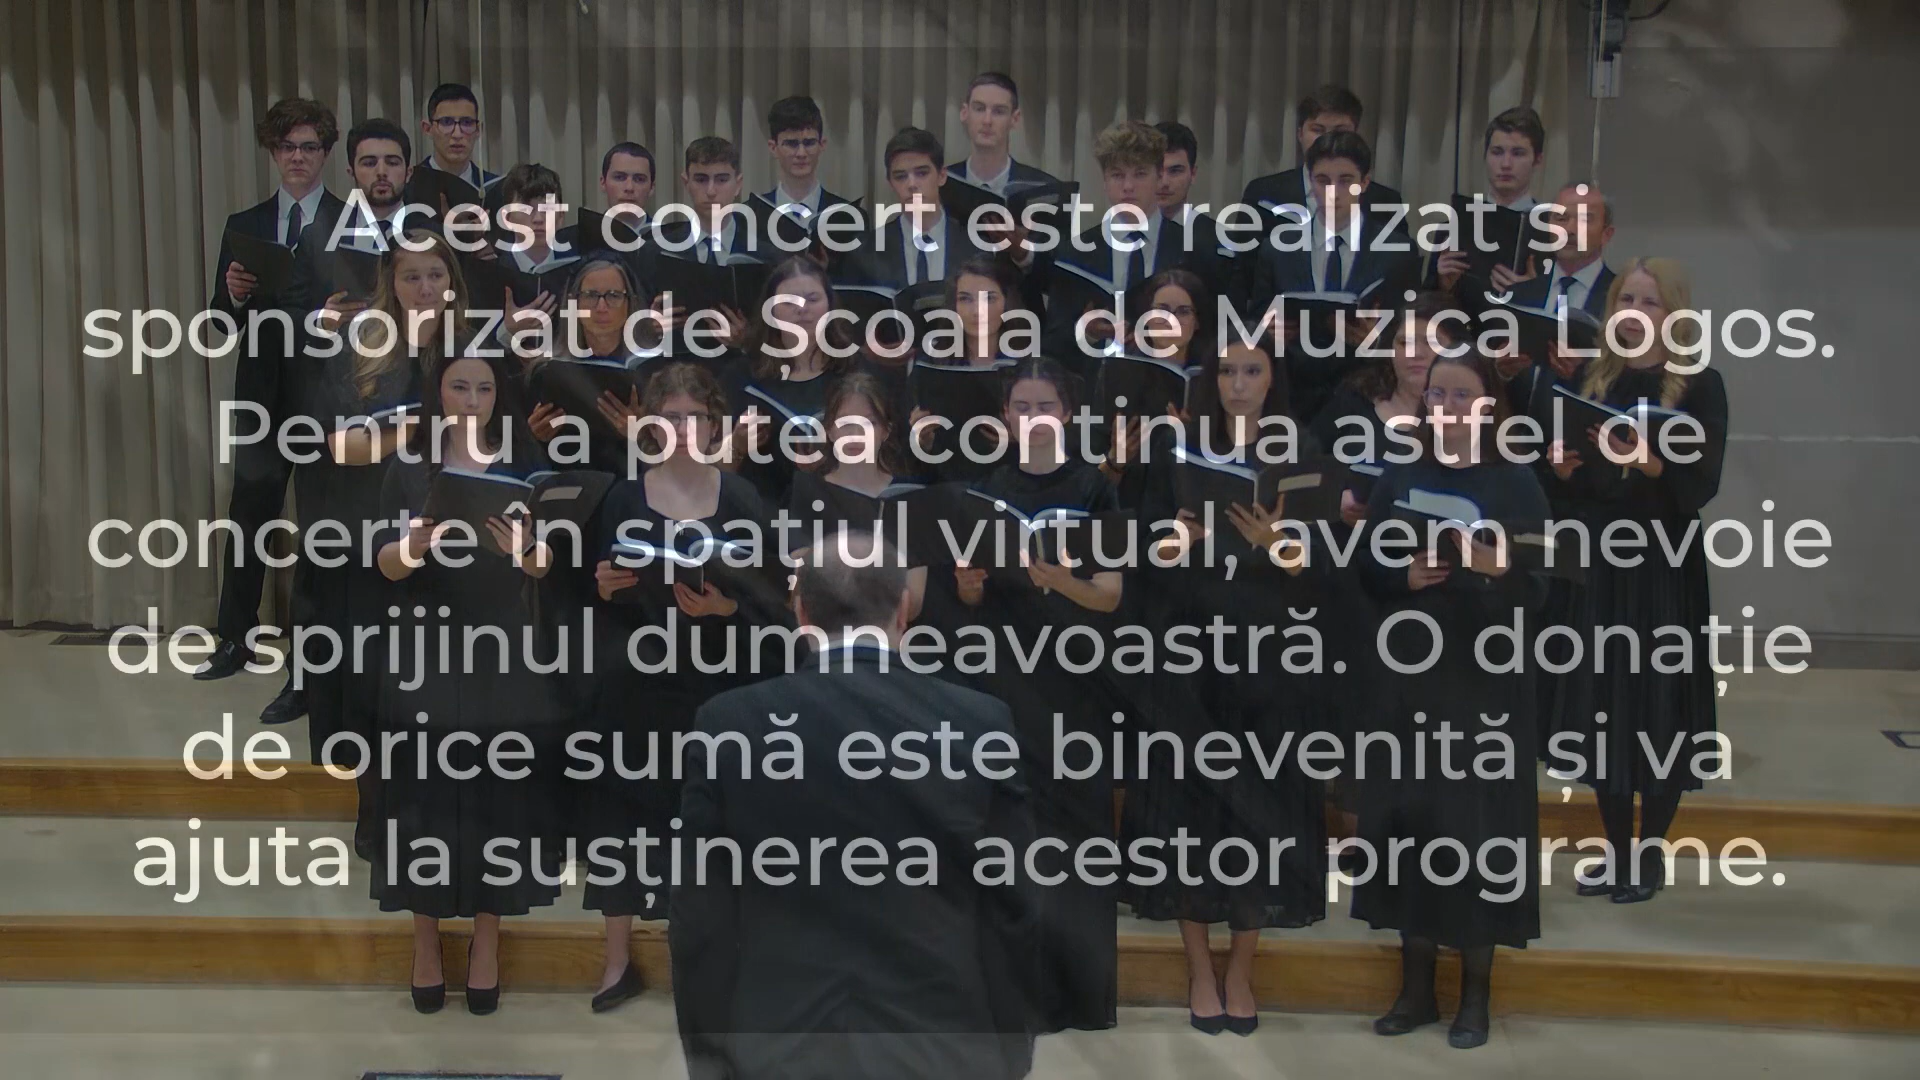 Acest concert este realizat și
sponsorizat de Școala de Muzică Logos.
Pentru a putea continua astfel de
concerte în spațiul virtual, avem nevoie
de sprijinul dumneavoastră. O donație
de orice sumă este binevenită și va
ajuta la susținerea acestor programe.